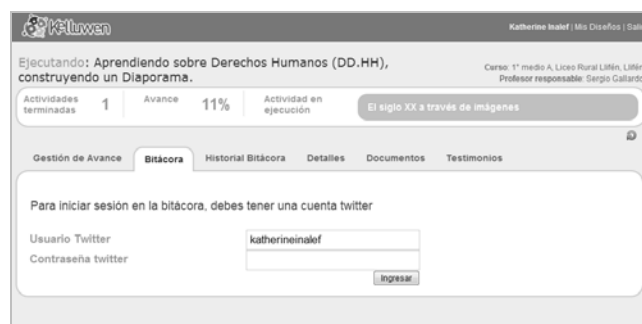 Kelluwen
Katherine Inalef | Mis Diseños | Sali
Ejecutando: Aprendiendo sobre Derechos Humanos (DD.HH),
construyendo un Diaporama.
Curso: 1° medio A, Liceo Rural Llifén, Llifén
Profesor responsable: Sergio Gallardo
Actividades
terminadas 1 Avance 11% Actividad en
ejecución El siglo XX a través de imágenes
Gestión de Avance Bitácora Historial Bitácora Detalles Documentos Testimonios
Para iniciar sesión en la bitácora, debes tener una cuenta twitter
Usuario Twitter katherineinalef
Contraseña twitter
Ingresar